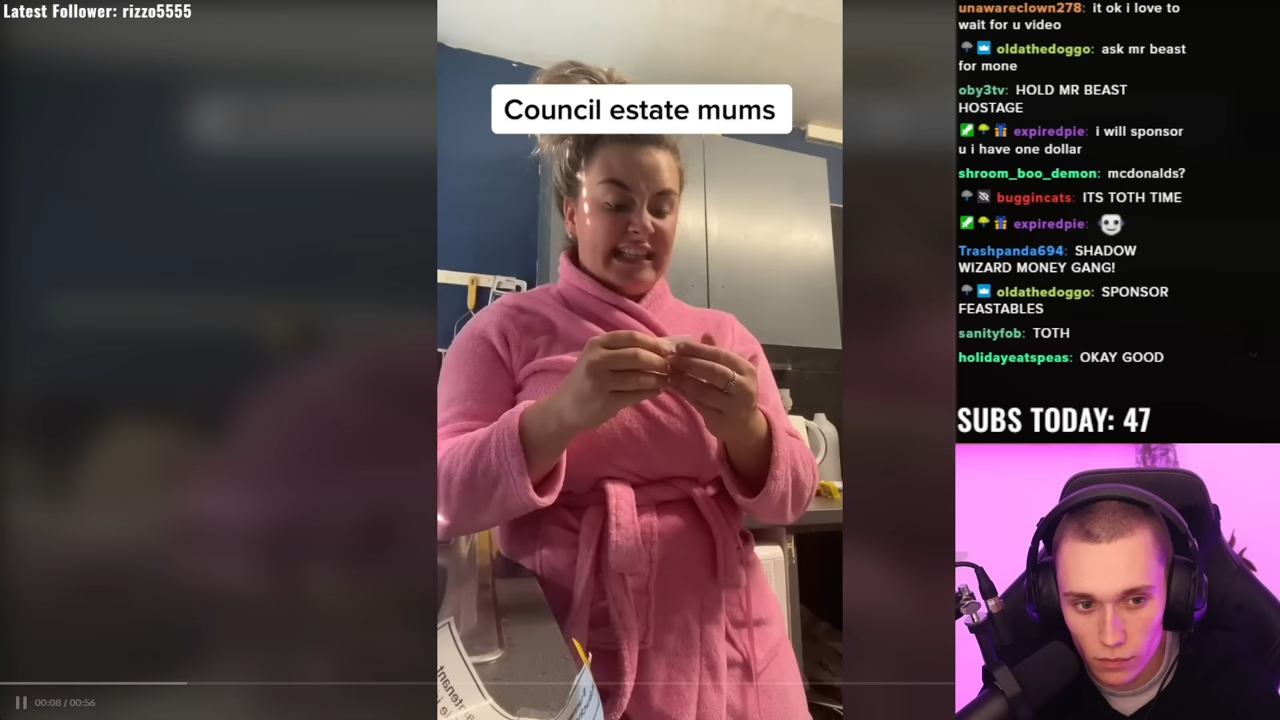 Latest Follower: rizzo5555
Council estate mums
00:08 / 00:56
unawareclown278: it ok i love to
wait for u video
oldathedoggo: ask mr beast
for mone
oby3tv: HOLD MR BEAST
HOSTAGE
expiredpie: i will sponsor
u i have one dollar
shroom_boo_demon: mcdonalds?
buggincats: ITS TOTH TIME
expiredpie:
Trashpanda694: SHADOW
WIZARD MONEY GANG!
oldathedoggo: SPONSOR
FEASTABLES
sanityfob: TOTH
holidayeatspeas: OKAY GOOD
SUBS TODAY: 47